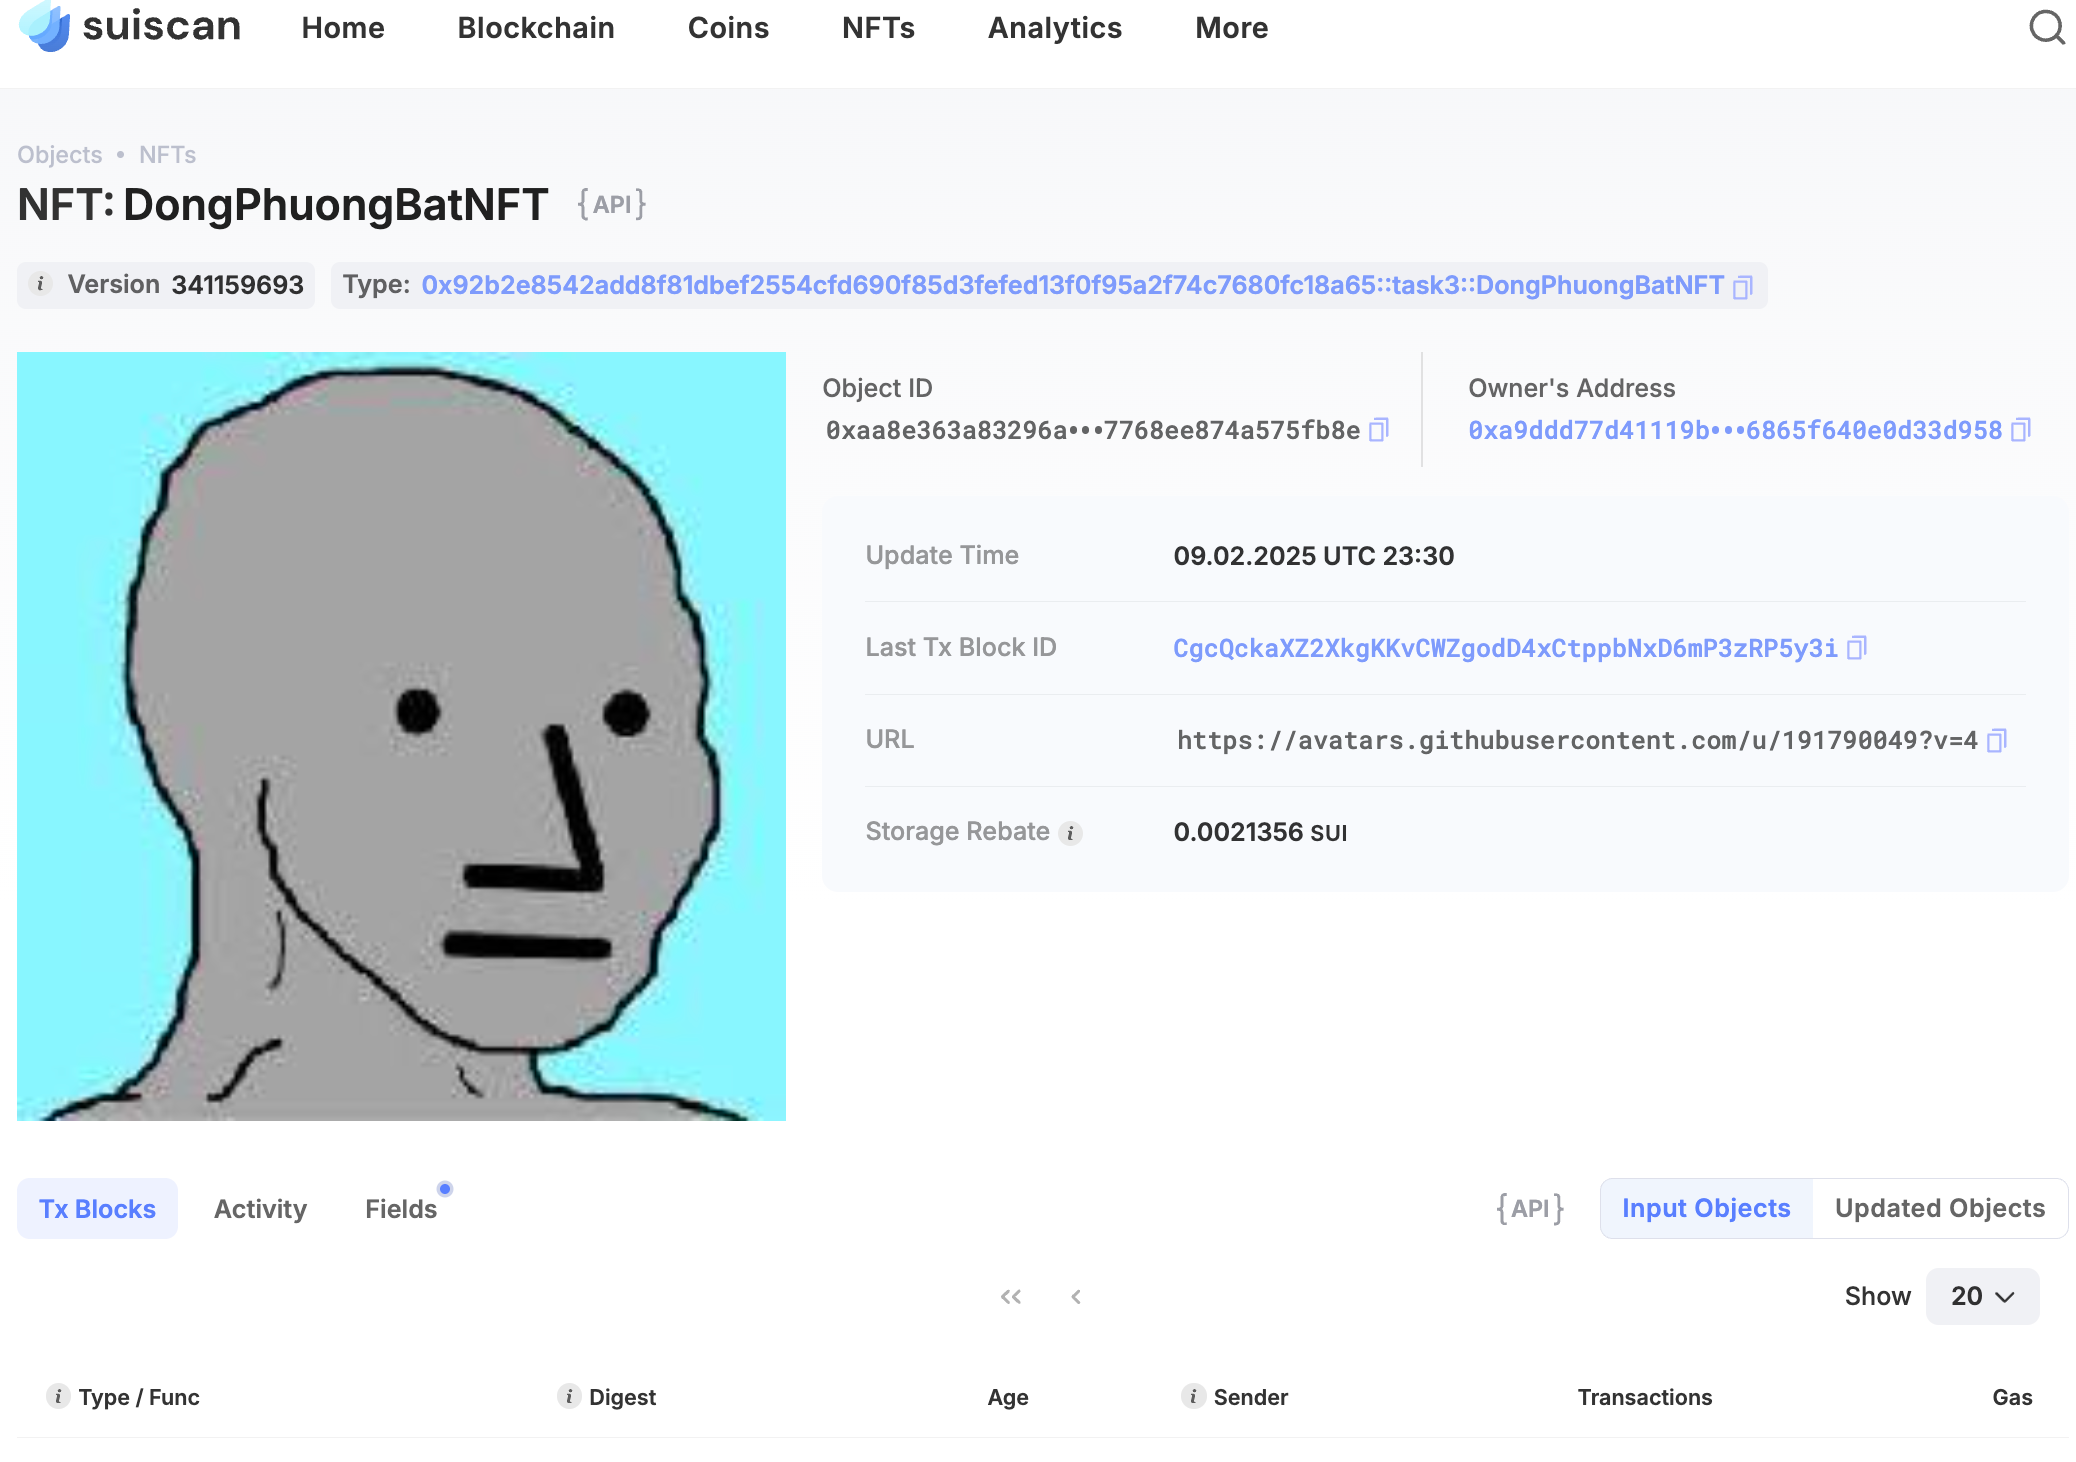 suiscan Home Blockchain Coins NFTs Analytics More
Objects • NFTs
NFT: DongPhuongBatNFT {API}
i Version 341159693 Type: 0x92b2e8542add8f81dbef2554cfd690f85d3fefed13f0f95a2f74c7680fc18a65::task3::DongPhuongBatNFT
Object ID
0xaa8e363a83296a•••7768ee874a575fb8e
Owner's Address
0xa9ddd77d41119b•••6865f640e0d33d958
Update Time 09.02.2025 UTC 23:30
Last Tx Block ID CgcQckaXZ2XkgKKvCWZgodD4xCtppbNxD6mP3zRP5y3i
URL https://avatars.githubusercontent.com/u/191790049?v=4
Storage Rebate i 0.0021356 SUI
Tx Blocks Activity Fields {API} Input Objects Updated Objects
Show 20
i Type / Func i Digest Age i Sender Transactions Gas